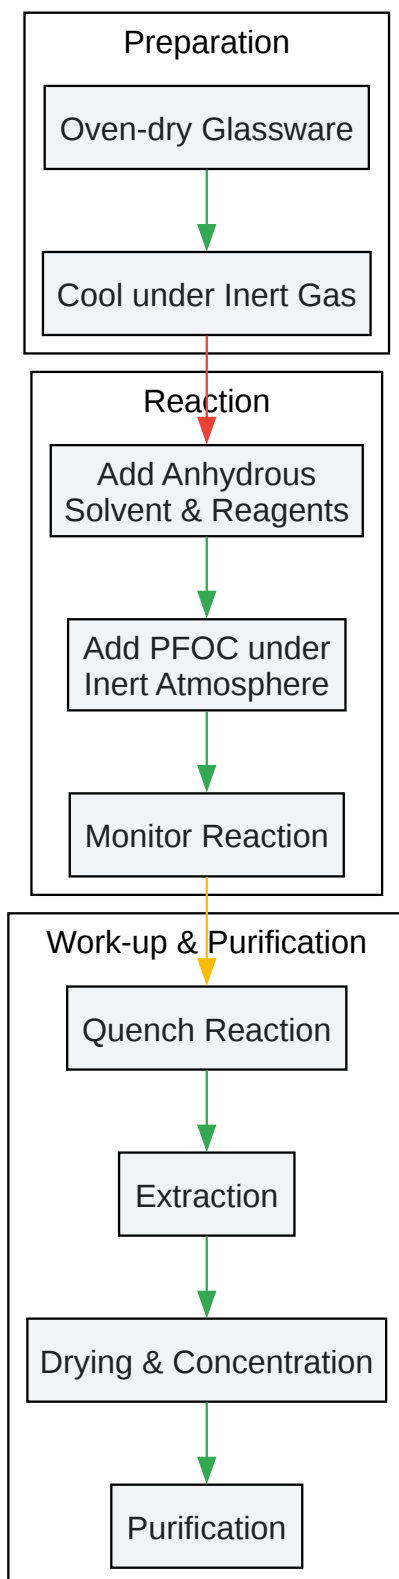 Preparation
Oven-dry Glassware
Cool under Inert Gas
Reaction
Add Anhydrous
Solvent & Reagents
Add PFOC under
Inert Atmosphere
Monitor Reaction
Work-up & Purification
Quench Reaction
Extraction
Drying & Concentration
Purification